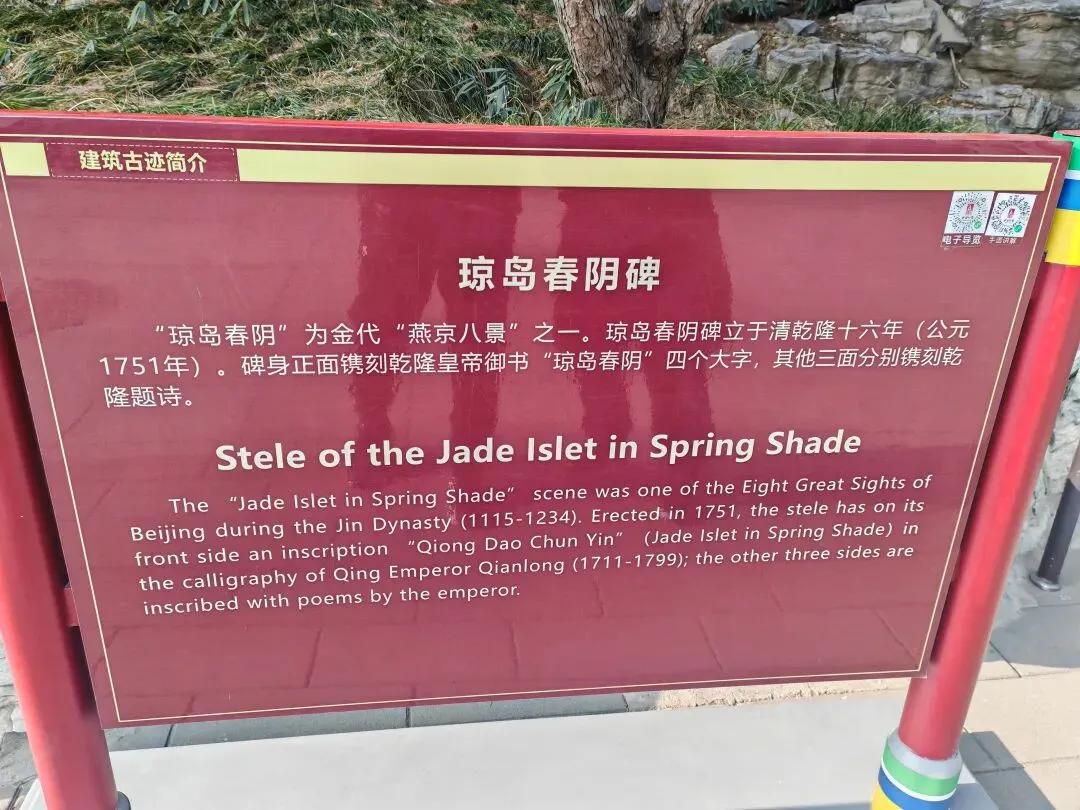 建筑古迹简介
电子导览
手语讲解
琼岛春阴碑
“琼岛春阴”为金代“燕京八景”之一。琼岛春阴碑立于清乾隆十六年（公元
1751年）。碑身正面镌刻乾隆皇帝御书“琼岛春阴”四个大字，其他三面分别镌刻乾
隆题诗。
Stele of the Jade Islet in Spring Shade
The “Jade Islet in Spring Shade” scene was one of the Eight Great Sights of
Beijing during the Jin Dynasty (1115-1234). Erected in 1751, the stele has on its
front side an inscription “Qiong Dao Chun Yin” (Jade Islet in Spring Shade) in
the calligraphy of Qing Emperor Qianlong (1711-1799); the other three sides are
inscribed with poems by the emperor.